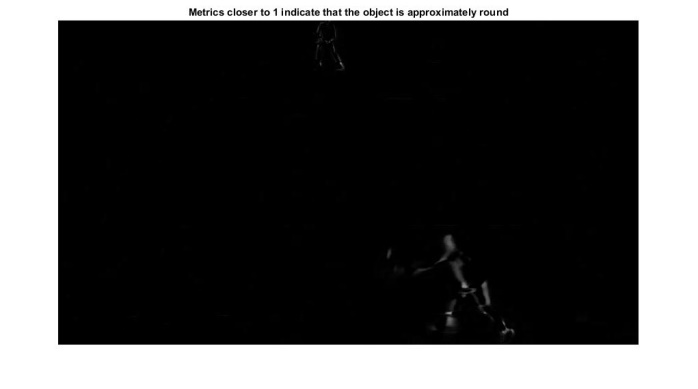 Metrics closer to 1 indicate that the object is approximately round